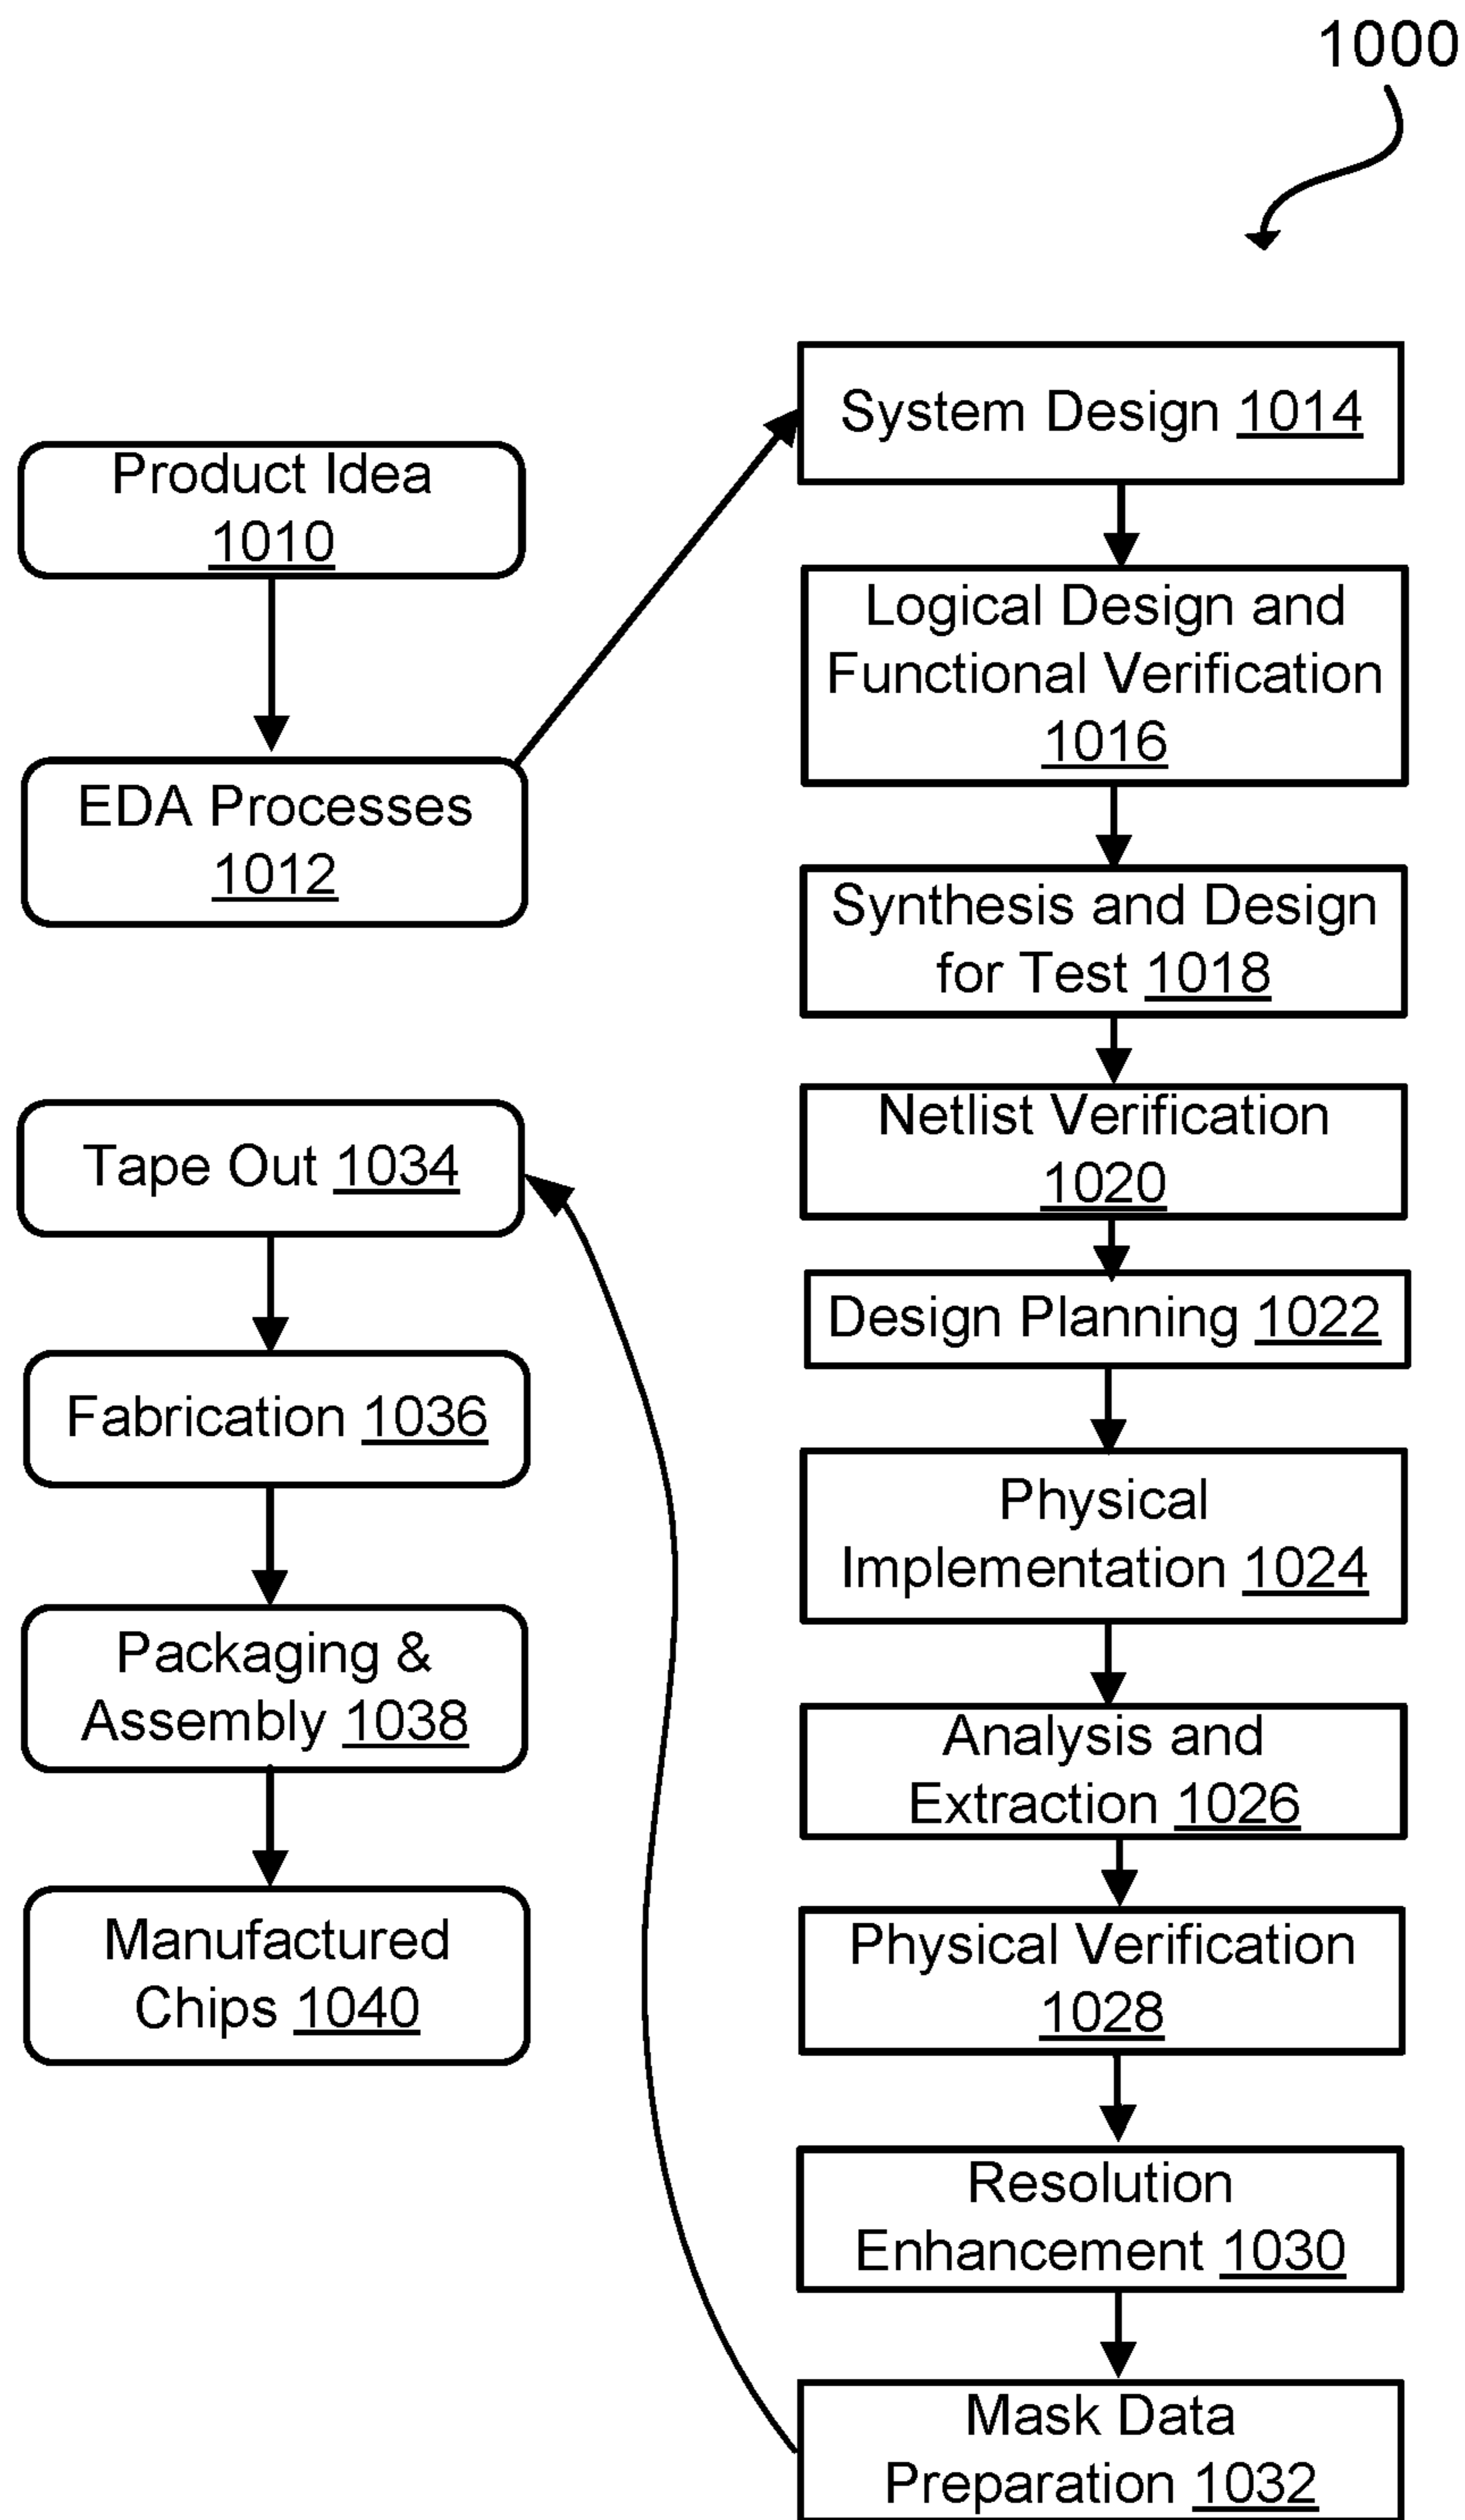 1000
Product Idea
1010
EDA Processes
1012
System Design 1014
Logical Design and
Functional Verification
1016
Synthesis and Design
for Test 1018
Netlist Verification
1020
Design Planning 1022
Physical
Implementation 1024
Analysis and
Extraction 1026
Physical Verification
1028
Resolution
Enhancement 1030
Mask Data
Preparation 1032
Tape Out 1034
Fabrication 1036
Packaging &
Assembly 1038
Manufactured
Chips 1040